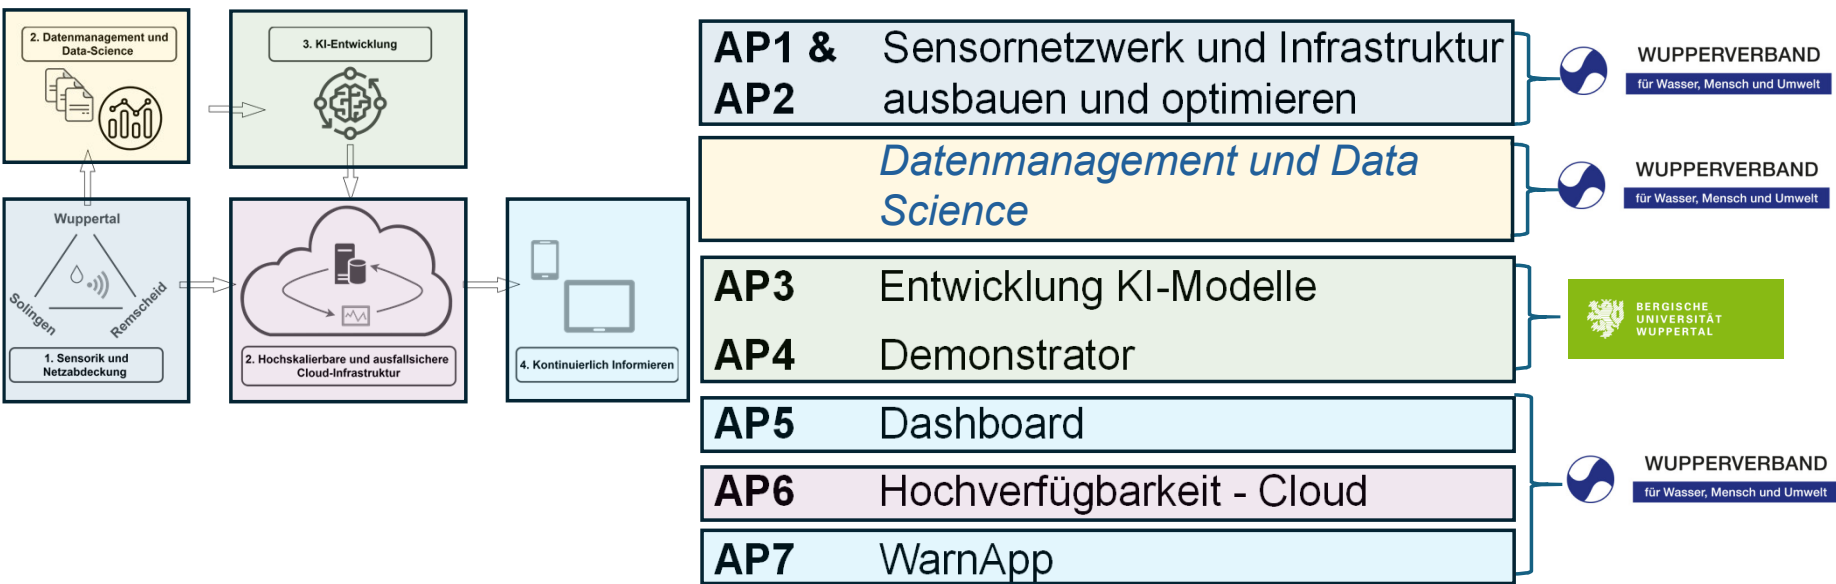 2. Datenmanagement und
Data-Science
3. KI-Entwicklung
Wuppertal
Solingen
Remscheid
1. Sensorik und
Netzabdeckung
2. Hochskalierbare und ausfallsichere
Cloud-Infrastruktur
4. Kontinuierlich Informieren
AP1 & Sensornetzwerk und Infrastruktur
AP2 ausbauen und optimieren
WUPPERVERBAND
für Wasser, Mensch und Umwelt
Datenmanagement und Data
Science
WUPPERVERBAND
für Wasser, Mensch und Umwelt
AP3 Entwicklung KI-Modelle
AP4 Demonstrator
BERGISCHE
UNIVERSITÄT
WUPPERTAL
AP5 Dashboard
AP6 Hochverfügbarkeit - Cloud
AP7 WarnApp
WUPPERVERBAND
für Wasser, Mensch und Umwelt